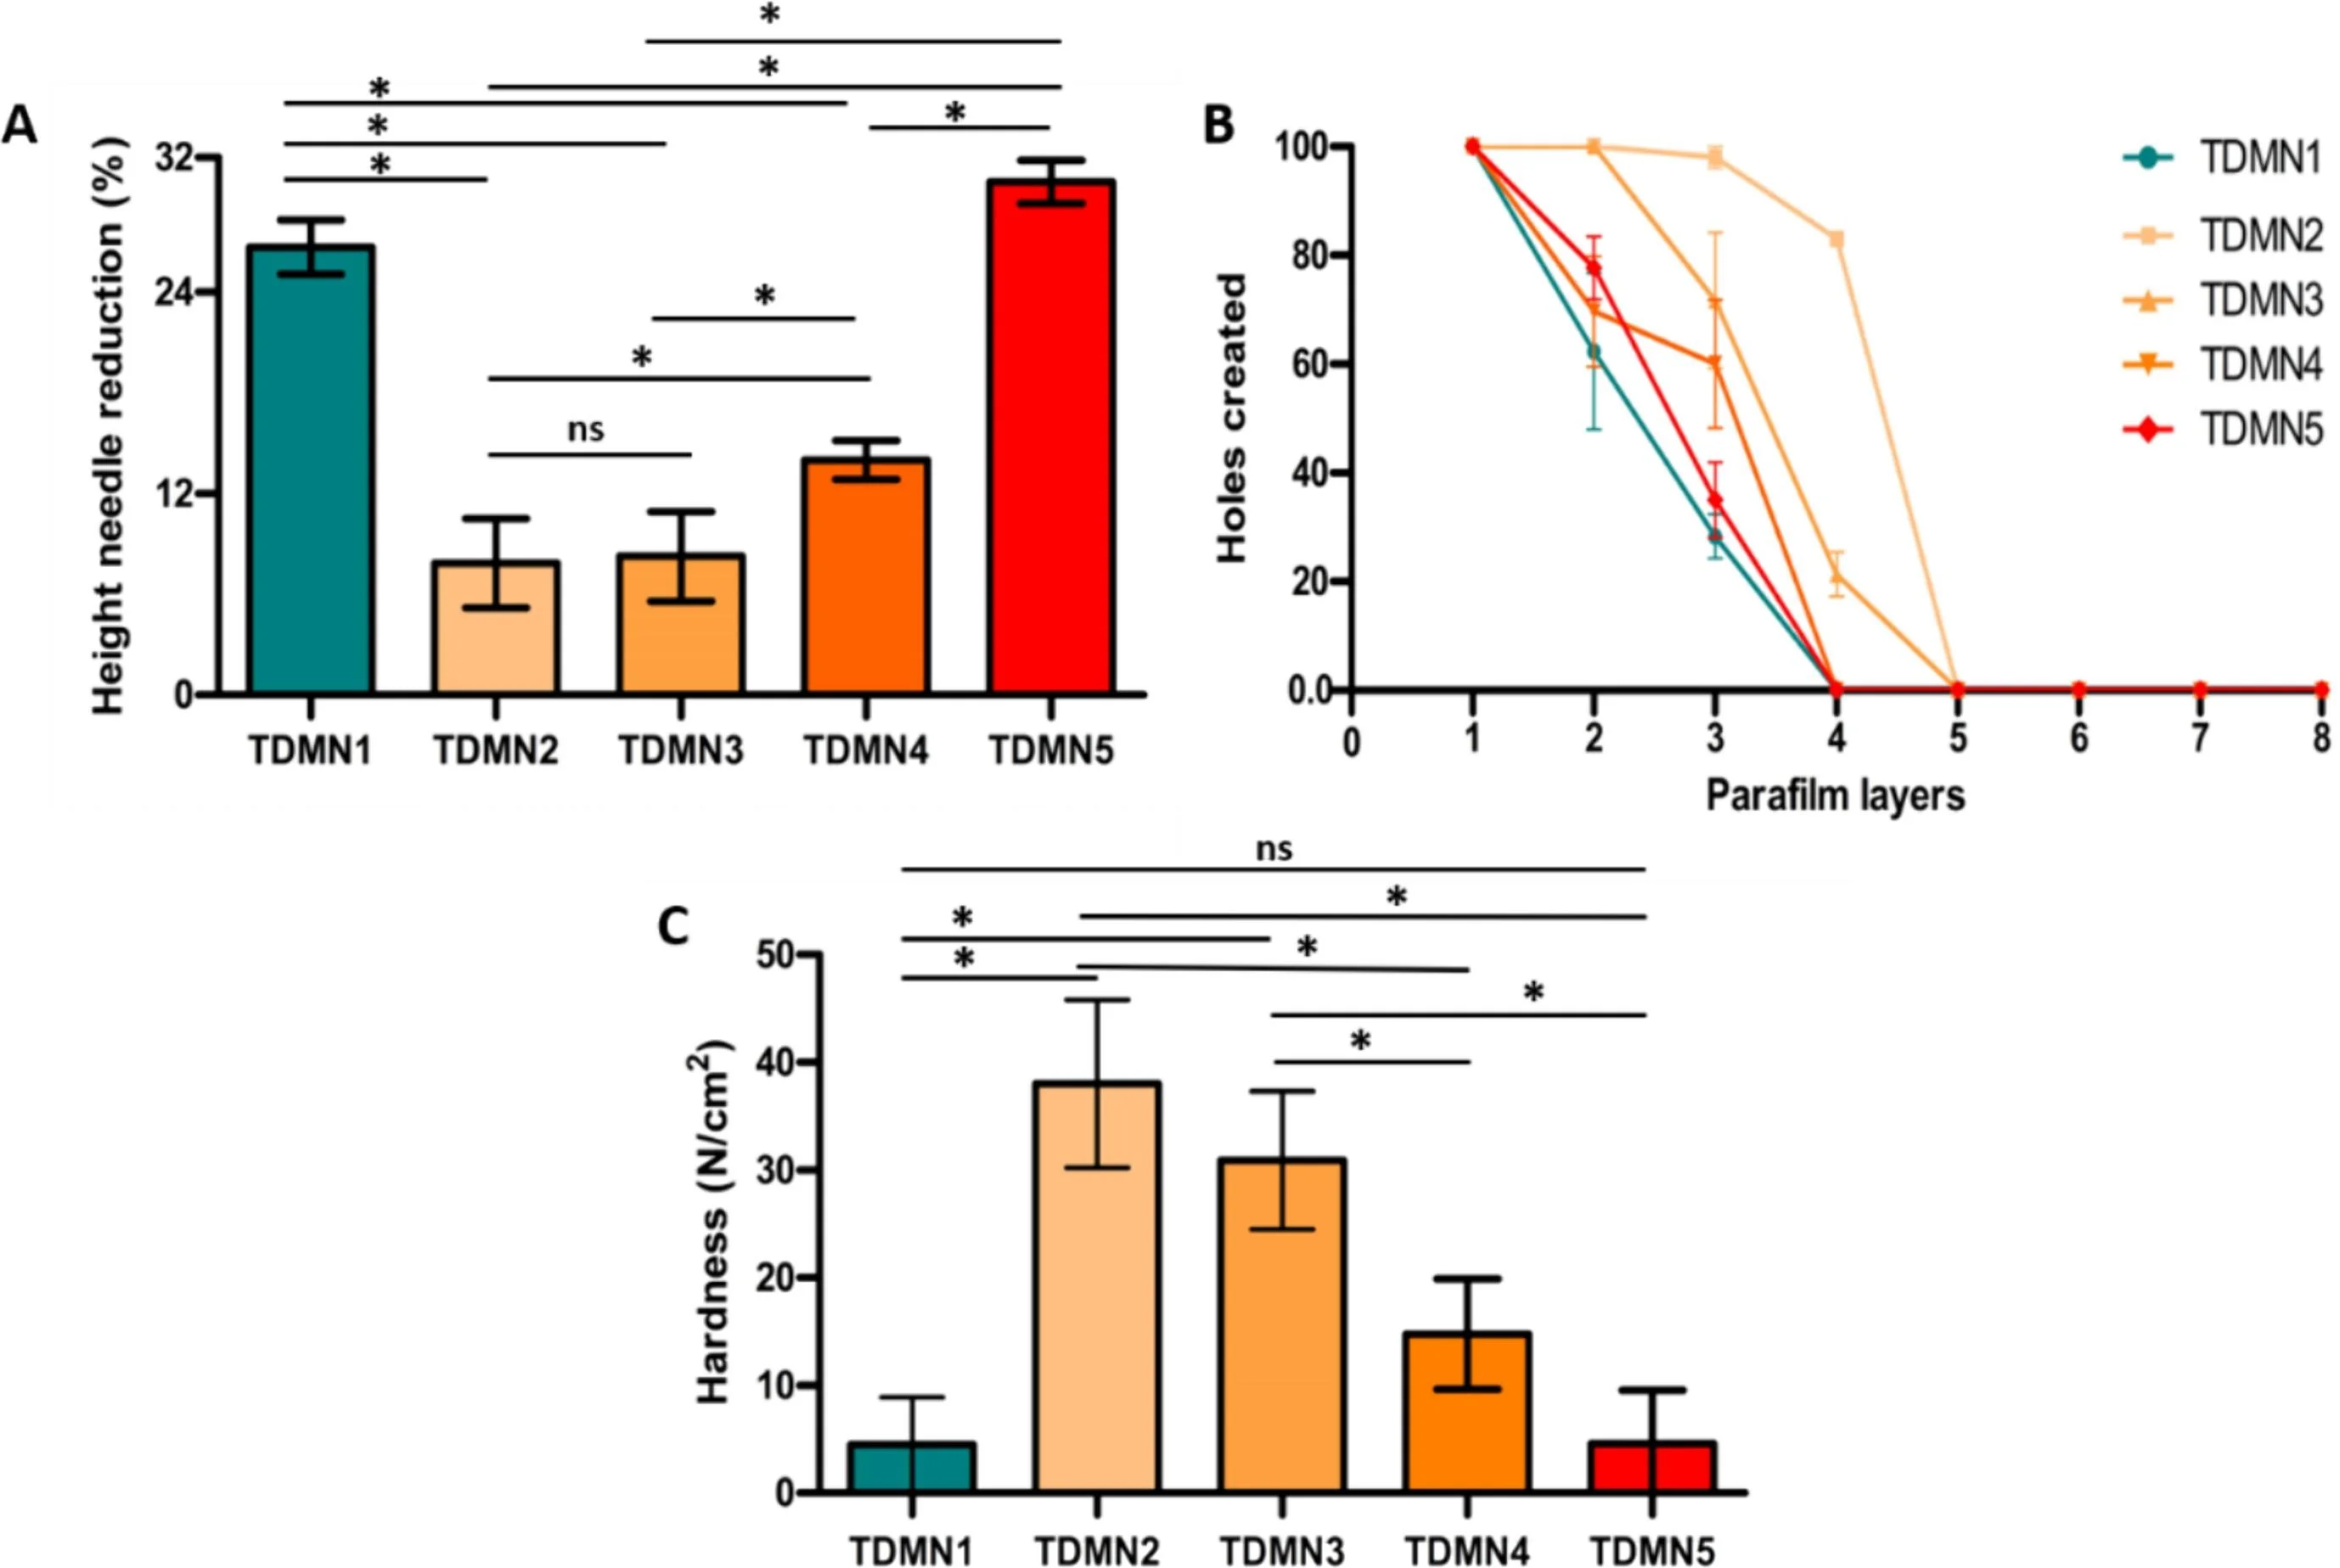 *
*
*
*
*
*
A
Height needle reduction (%)
32
24
12
0
*
*
ns
TDMN1 TDMN2 TDMN3 TDMN4 TDMN5
B
Holes created
100
80
60
40
20
0.0
0 1 2 3 4 5 6 7 8
Parafilm layers
TDMN1
TDMN2
TDMN3
TDMN4
TDMN5
C
ns
*
*
*
*
*
*
Hardness (N/cm²)
50
40
30
20
10
0
TDMN1 TDMN2 TDMN3 TDMN4 TDMN5